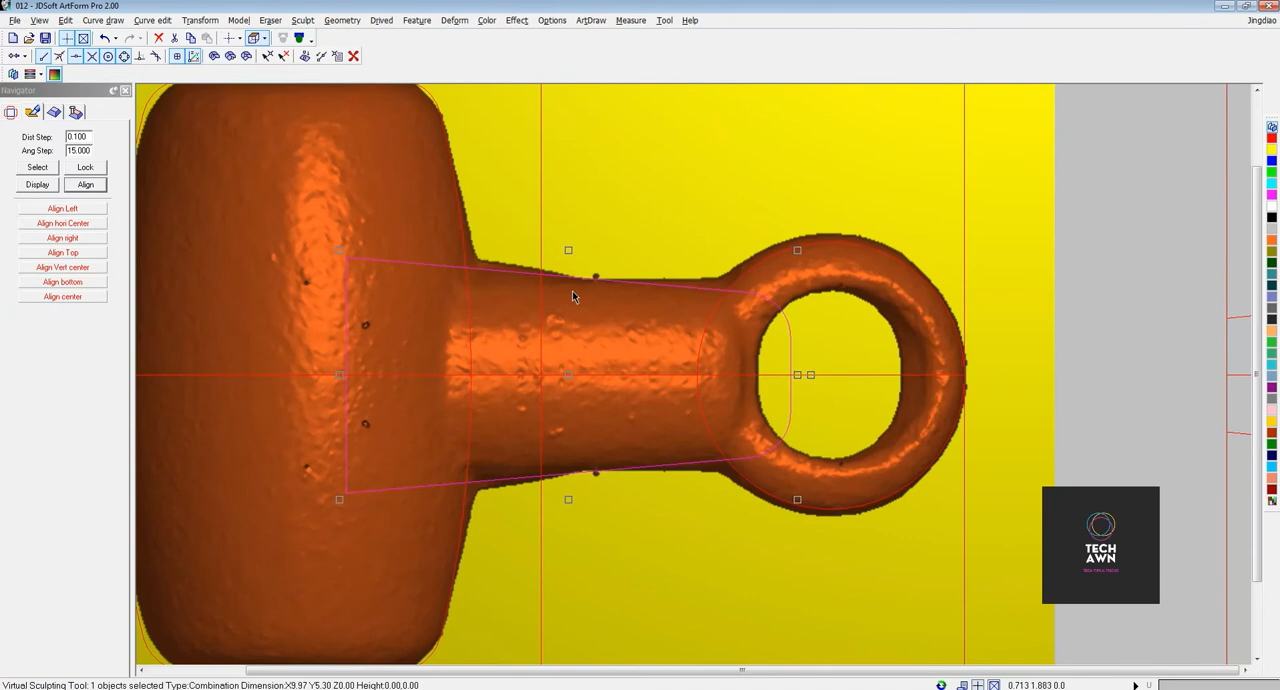 012 - JDSoft ArtForm Pro 2.00
File View Edit Curve draw Curve edit Transform Model Eraser Sculpt Geometry Drived Feature Deform Color Effect Options ArtDraw Measure Tool Help
Jingdiao
Navigator
Dist Step: 0.100
Ang Step: 15.000
Select Lock
Display Align
Align Left
Align hori Center
Align right
Align Top
Align Vert center
Align bottom
Align center
TECH
AWN
Virtual Sculpting Tool: 1 objects selected Type:Combination Dimension:X9.97 Y5.30 Z0.00 Height:0.00,0.00
0.713 1.883 0.0
U